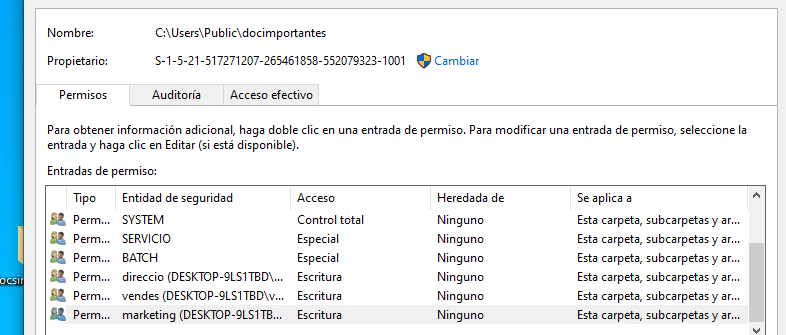 Nombre: C:\Users\Public\docimportantes
Propietario: S-1-5-21-517271207-265461858-552079323-1001 Cambiar
Permisos Auditoría Acceso efectivo
Para obtener información adicional, haga doble clic en una entrada de permiso. Para modificar una entrada de permiso, seleccione la
entrada y haga clic en Editar (si está disponible).
Entradas de permiso:
Tipo Entidad de seguridad Acceso Heredada de Se aplica a
Perm... SYSTEM Control total Ninguno Esta carpeta, subcarpetas y ar...
Perm... SERVICIO Especial Ninguno Esta carpeta, subcarpetas y ar...
Perm... BATCH Especial Ninguno Esta carpeta, subcarpetas y ar...
Perm... direccio (DESKTOP-9LS1TBD\... Escritura Ninguno Esta carpeta, subcarpetas y ar...
Perm... vendes (DESKTOP-9LS1TBD\v... Escritura Ninguno Esta carpeta, subcarpetas y ar...
Perm... marketing (DESKTOP-9LS1TB... Escritura Ninguno Esta carpeta, subcarpetas y ar...